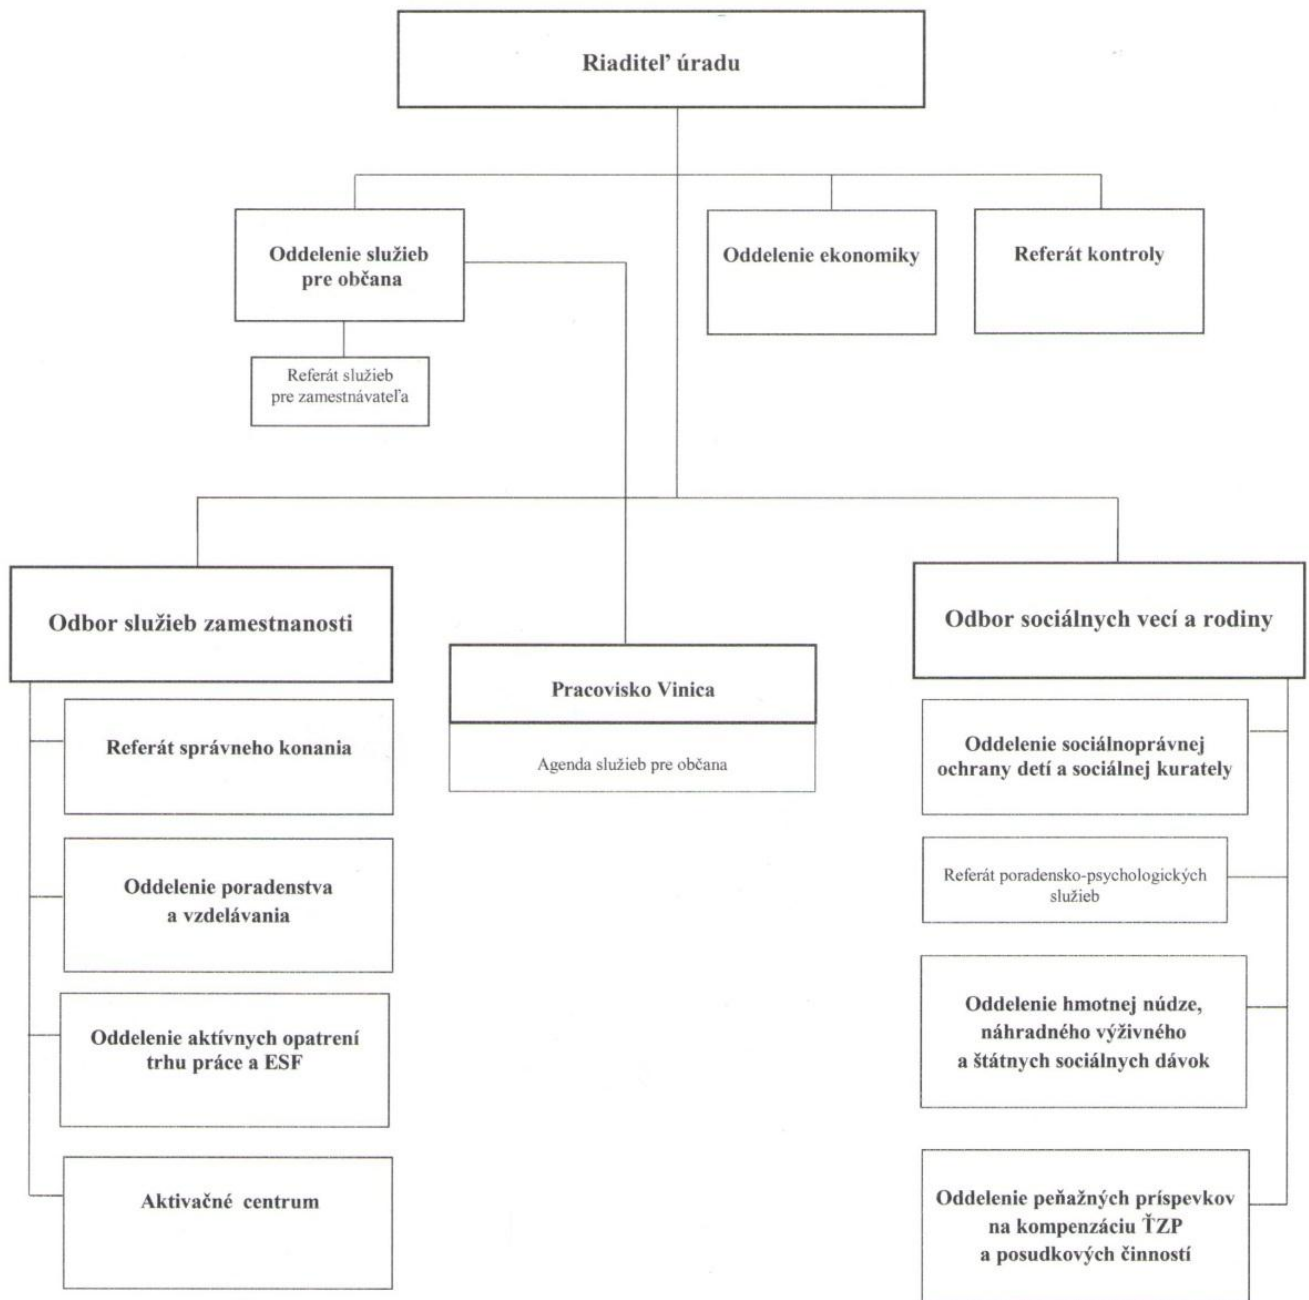 Riaditeľ úradu
Oddelenie služieb
pre občana
Oddelenie ekonomiky
Referát kontroly
Referát služieb
pre zamestnávateľa
Odbor služieb zamestnanosti
Odbor sociálnych vecí a rodiny
Pracovisko Vinica
Agenda služieb pre občana
Referát správneho konania
Oddelenie poradenstva
a vzdelávania
Oddelenie aktívnych opatrení
trhu práce a ESF
Aktivačné centrum
Oddelenie sociálnoprávnej
ochrany detí a sociálnej kurately
Referát poradensko-psychologických
služieb
Oddelenie hmotnej núdze,
náhradného výživného
a štátnych sociálnych dávok
Oddelenie peňažných príspevkov
na kompenzáciu ŤZP
a posudkových činností